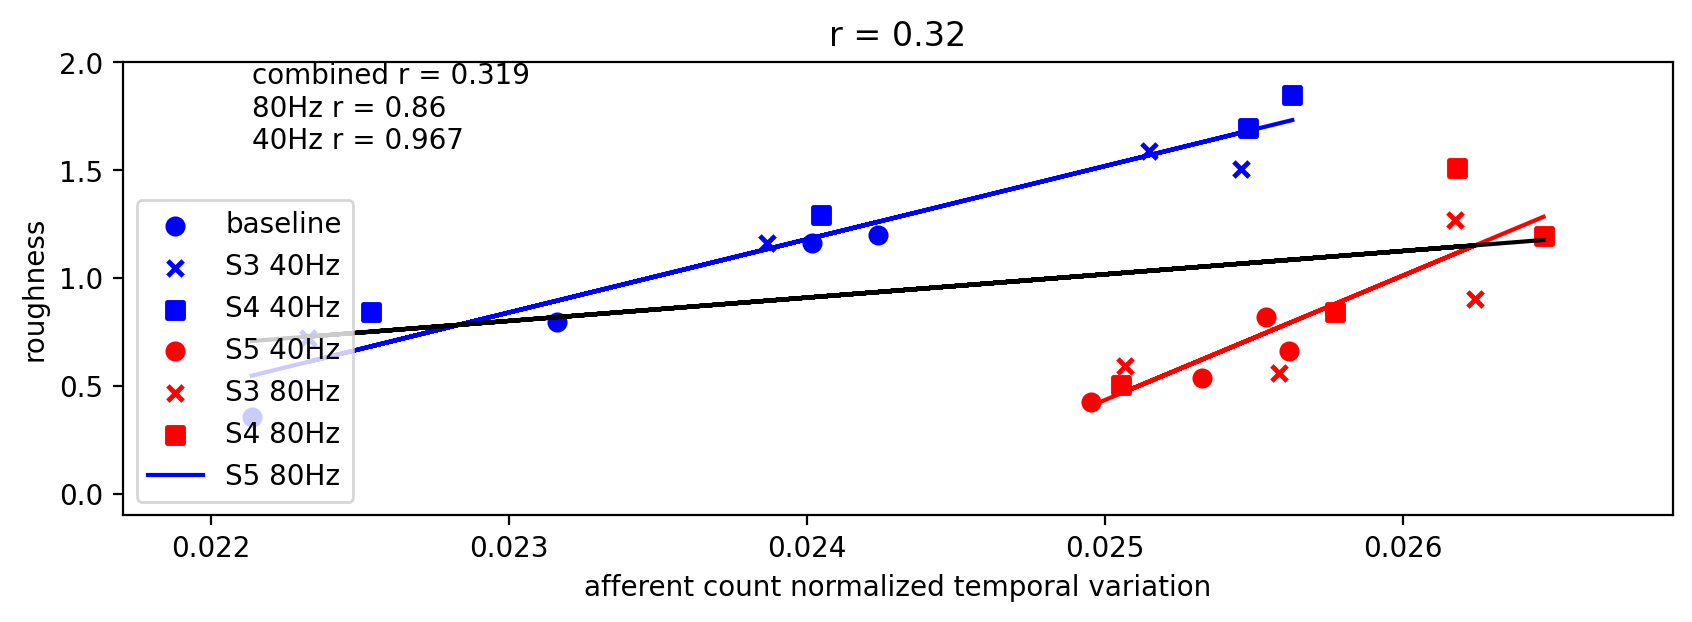 r = 0.32
combined r = 0.319
80Hz r = 0.86
40Hz r = 0.967
2.0
1.5
1.0
0.5
0.0
roughness
baseline
S3 40Hz
S4 40Hz
S5 40Hz
S3 80Hz
S4 80Hz
S5 80Hz
0.022 0.023 0.024 0.025 0.026
afferent count normalized temporal variation